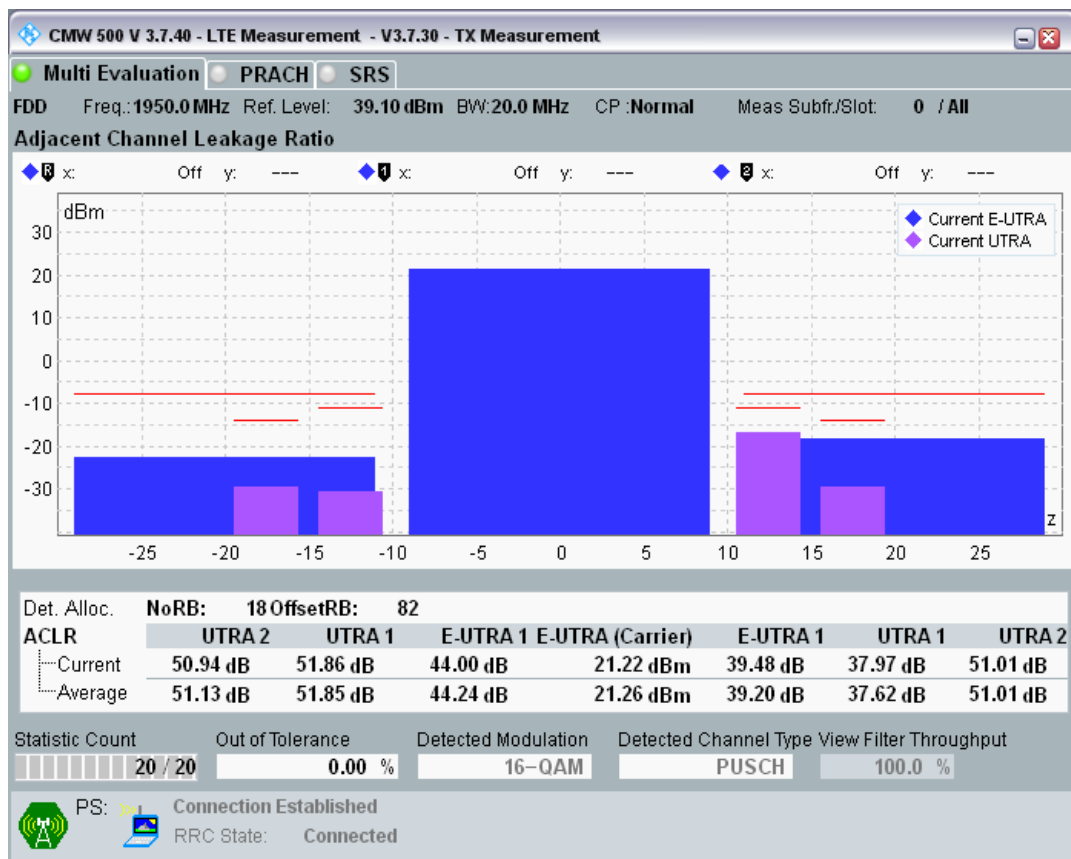 CMW 500 V 3.7.40 - LTE Measurement - V3.7.30 - TX Measurement
Multi Evaluation PRACH SRS
FDD Freq.:1950.0 MHz Ref. Level: 39.10 dBm BW:20.0 MHz CP :Normal Meas Subfr./Slot: 0 / All
Adjacent Channel Leakage Ratio
R x: Off y: --- 1 x: Off y: --- 2 x: Off y: ---
dBm
Current E-UTRA
Current UTRA
30
20
10
0
-10
-20
-30
z
-25 -20 -15 -10 -5 0 5 10 15 20 25
Det. Alloc. NoRB: 18 OffsetRB: 82
ACLR UTRA 2 UTRA 1 E-UTRA 1 E-UTRA (Carrier) E-UTRA 1 UTRA 1 UTRA 2
Current 50.94 dB 51.86 dB 44.00 dB 21.22 dBm 39.48 dB 37.97 dB 51.01 dB
Average 51.13 dB 51.85 dB 44.24 dB 21.26 dBm 39.20 dB 37.62 dB 51.01 dB
Statistic Count Out of Tolerance Detected Modulation Detected Channel Type View Filter Throughput
20 / 20 0.00 % 16-QAM PUSCH 100.0 %
PS: Connection Established
RRC State: Connected